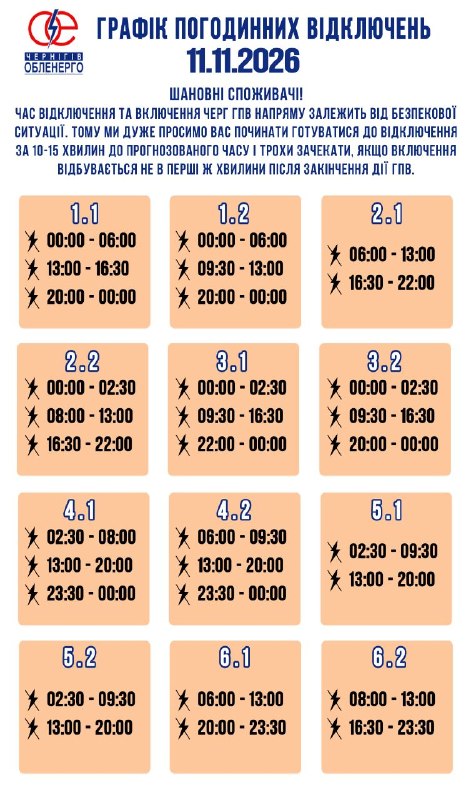 ЧЕРНІГІВ
ОБЛЕНЕРГО
ГРАФІК ПОГОДИННИХ ВІДКЛЮЧЕНЬ
11.11.2026
ШАНОВНІ СПОЖИВАЧІ!
ЧАС ВІДКЛЮЧЕННЯ ТА ВКЛЮЧЕННЯ ЧЕРГ ГПВ НАПРЯМУ ЗАЛЕЖИТЬ ВІД БЕЗПЕКОВОЇ
СИТУАЦІЇ. ТОМУ МИ ДУЖЕ ПРОСИМО ВАС ПОЧИНАТИ ГОТУВАТИСЯ ДО ВІДКЛЮЧЕННЯ
ЗА 10-15 ХВИЛИН ДО ПРОГНОЗОВАНОГО ЧАСУ І ТРОХИ ЗАЧЕКАТИ, ЯКЩО ВКЛЮЧЕННЯ
ВІДБУВАЄТЬСЯ НЕ В ПЕРШІ Ж ХВИЛИНИ ПІСЛЯ ЗАКІНЧЕННЯ ДІЇ ГПВ.
1.1
00:00 - 06:00
13:00 - 16:30
20:00 - 00:00
1.2
00:00 - 06:00
09:30 - 13:00
20:00 - 00:00
2.1
06:00 - 13:00
16:30 - 22:00
2.2
00:00 - 02:30
08:00 - 13:00
16:30 - 22:00
3.1
00:00 - 02:30
09:30 - 16:30
22:00 - 00:00
3.2
00:00 - 02:30
09:30 - 16:30
20:00 - 00:00
4.1
02:30 - 08:00
13:00 - 20:00
23:30 - 00:00
4.2
06:00 - 09:30
13:00 - 20:00
23:30 - 00:00
5.1
02:30 - 09:30
13:00 - 20:00
5.2
02:30 - 09:30
13:00 - 20:00
6.1
06:00 - 13:00
20:00 - 23:30
6.2
08:00 - 13:00
16:30 - 23:30